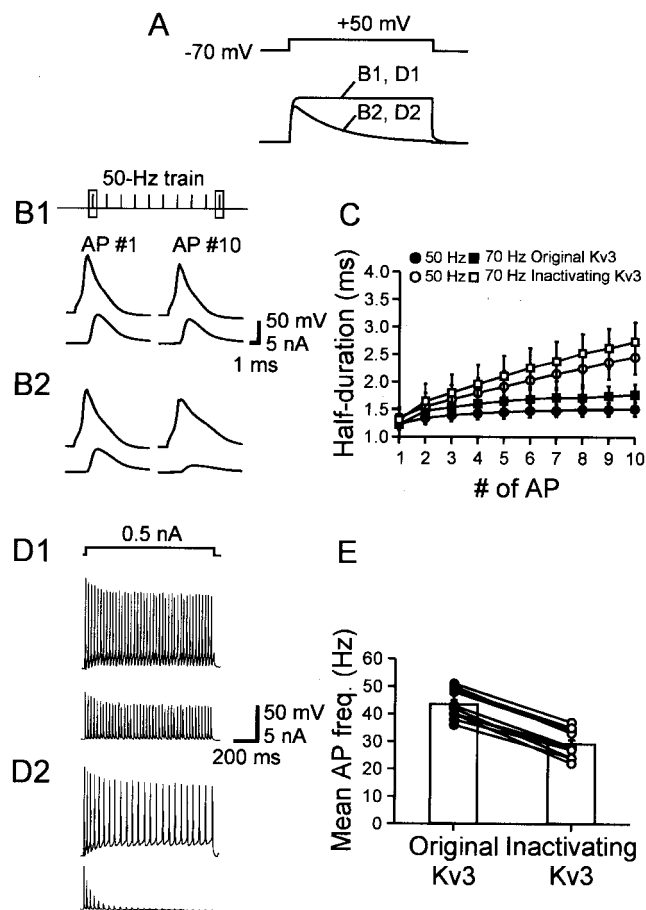 A
+50 mV
-70 mV
B1, D1
B2, D2
B1
50-Hz train
AP #1 AP #10
50 mV
5 nA
1 ms
B2
C
50 Hz 70 Hz Original Kv3
50 Hz 70 Hz Inactivating Kv3
Half-duration (ms)
4.0
3.5
3.0
2.5
2.0
1.5
1.0
1 2 3 4 5 6 7 8 9 10
# of AP
D1
0.5 nA
50 mV
5 nA
200 ms
D2
E
Mean AP freq. (Hz)
60
50
40
30
20
10
0
Original Inactivating
Kv3 Kv3